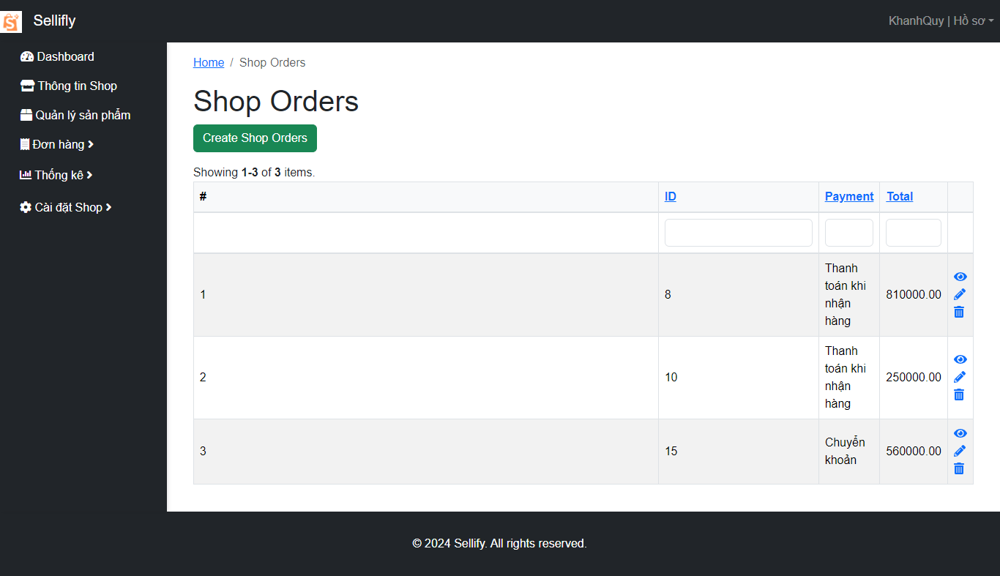 Sellifly
KhanhQuy | Hồ sơ
Dashboard
Thông tin Shop
Quản lý sản phẩm
Đơn hàng
Thống kê
Cài đặt Shop
Home / Shop Orders
Shop Orders
Create Shop Orders
Showing 1-3 of 3 items.
# ID Payment Total
1 8 Thanh toán khi nhận hàng 810000.00
2 10 Thanh toán khi nhận hàng 250000.00
3 15 Chuyển khoản 560000.00
© 2024 Sellify. All rights reserved.